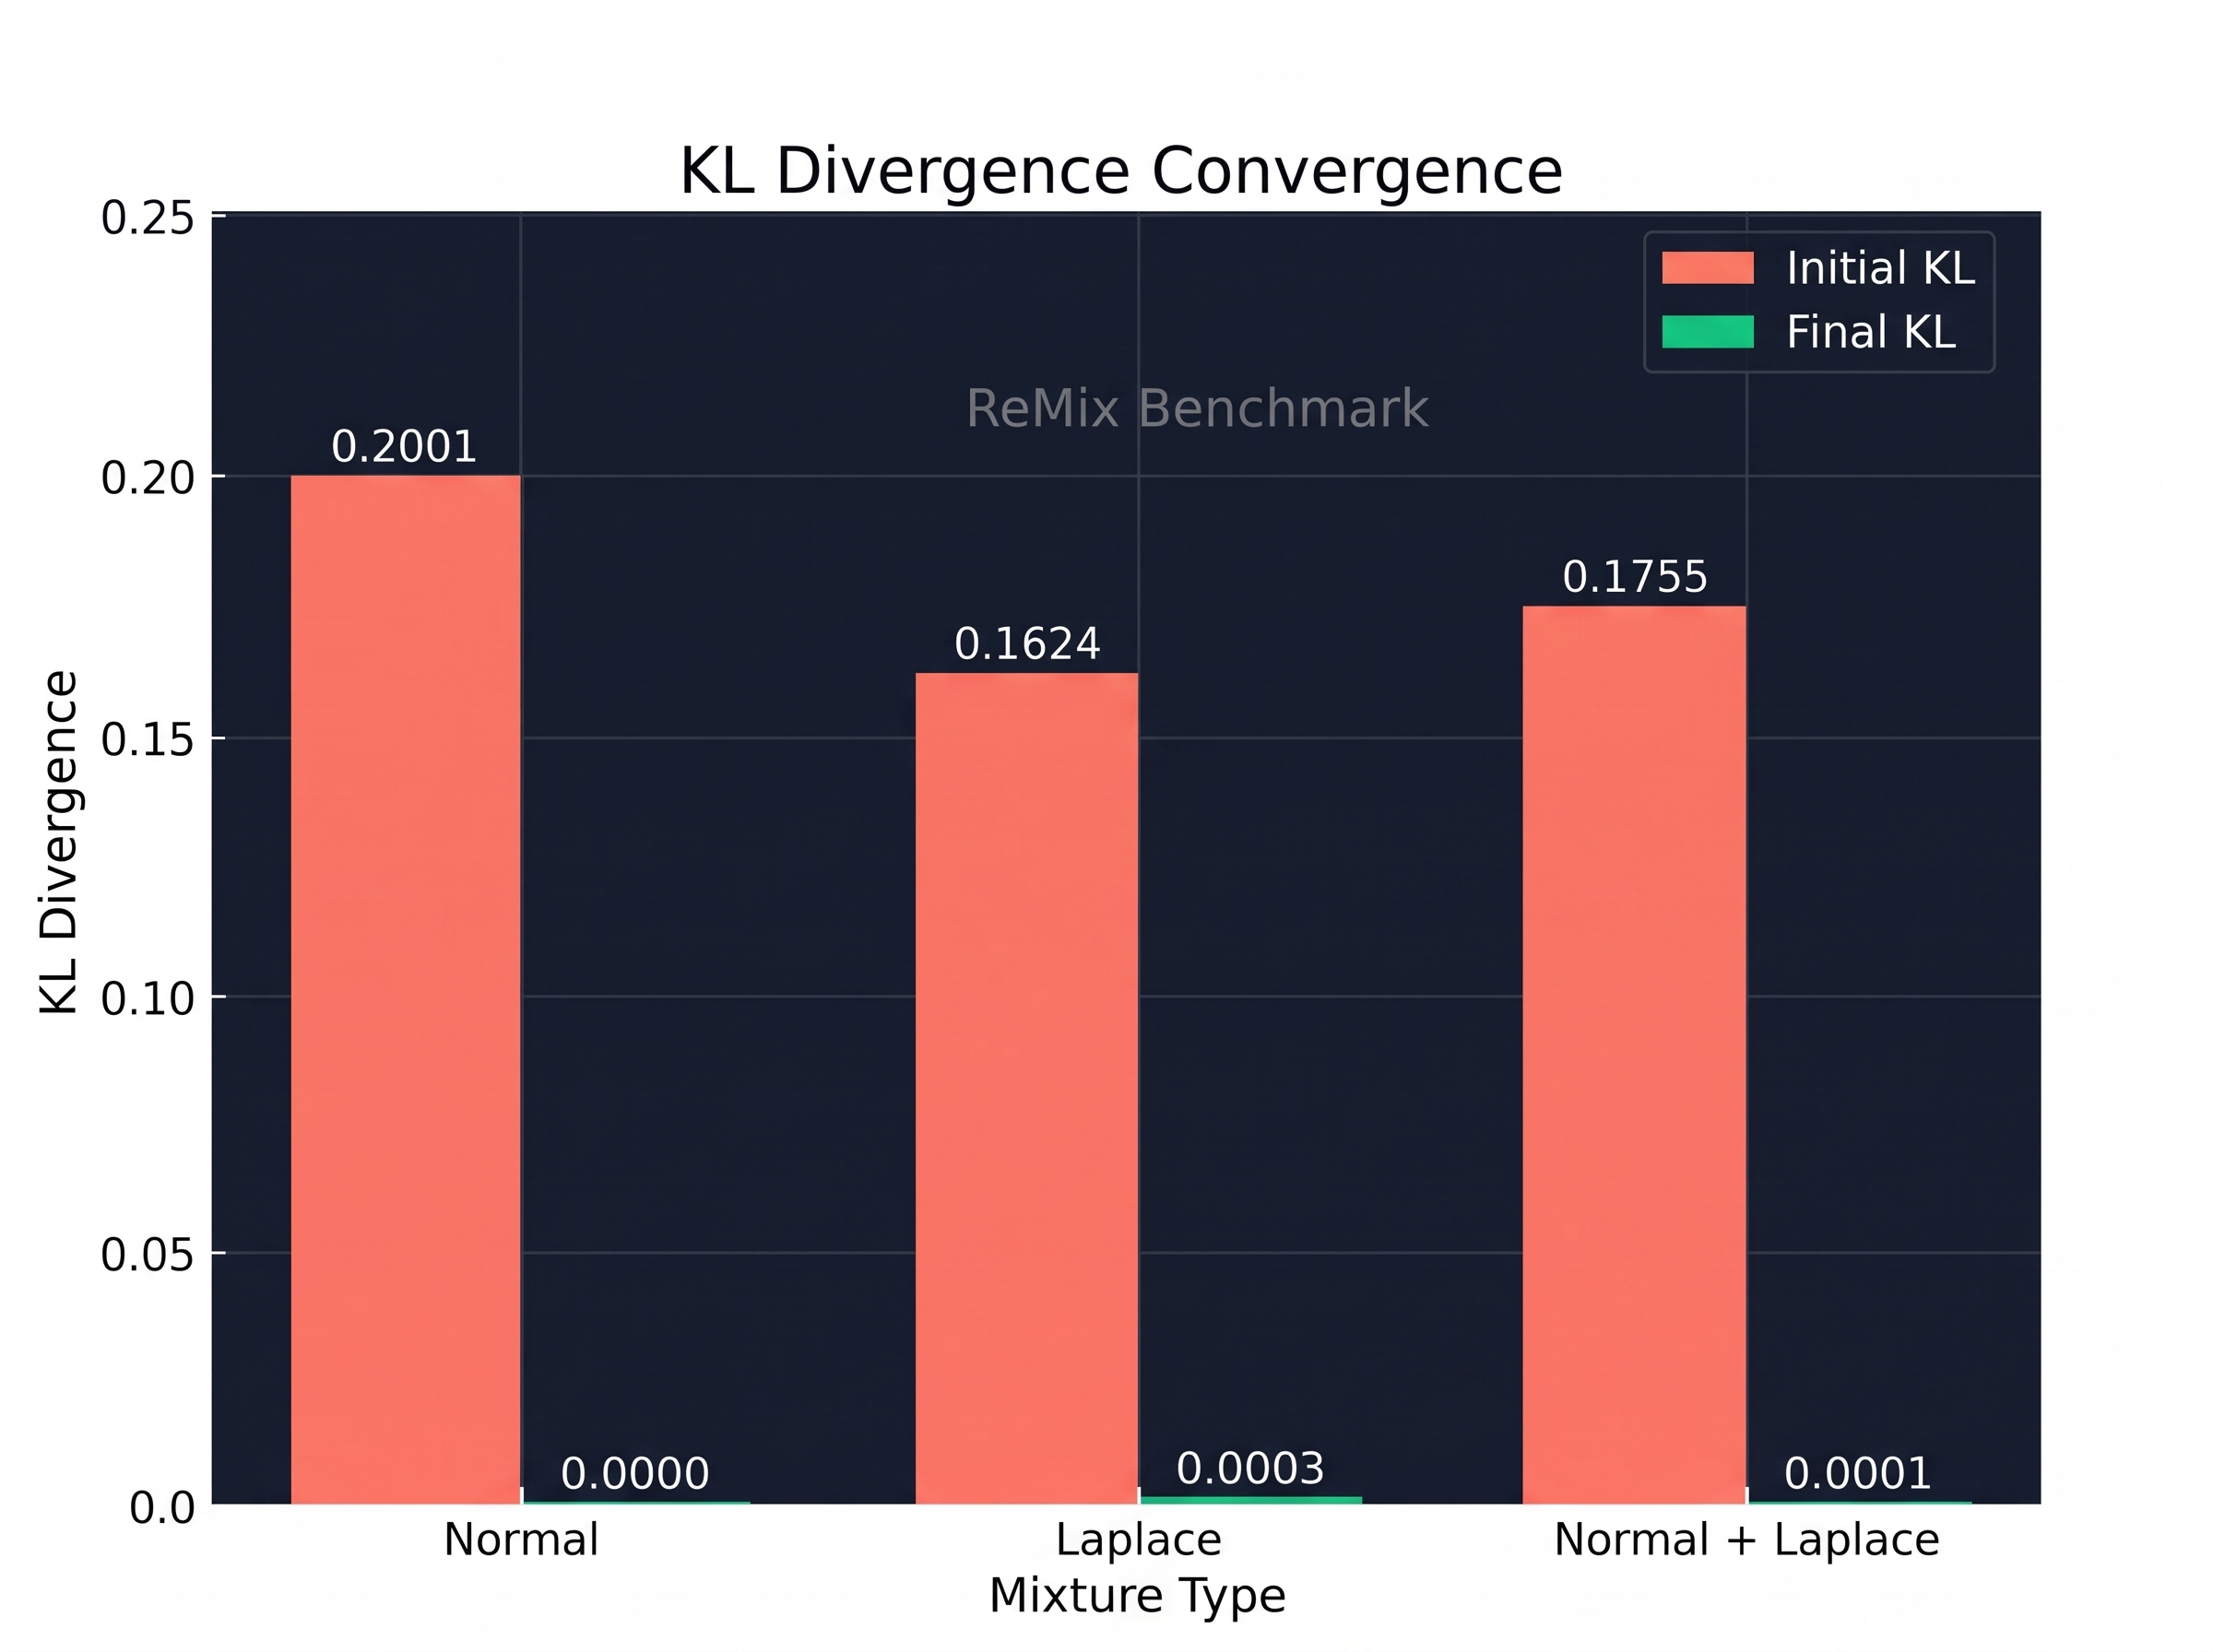 KL Divergence Convergence
Initial KL
Final KL
ReMix Benchmark
KL Divergence
0.25
0.20
0.15
0.10
0.05
0.0
0.2001
0.0000
0.1624
0.0003
0.1755
0.0001
Normal
Laplace
Normal + Laplace
Mixture Type